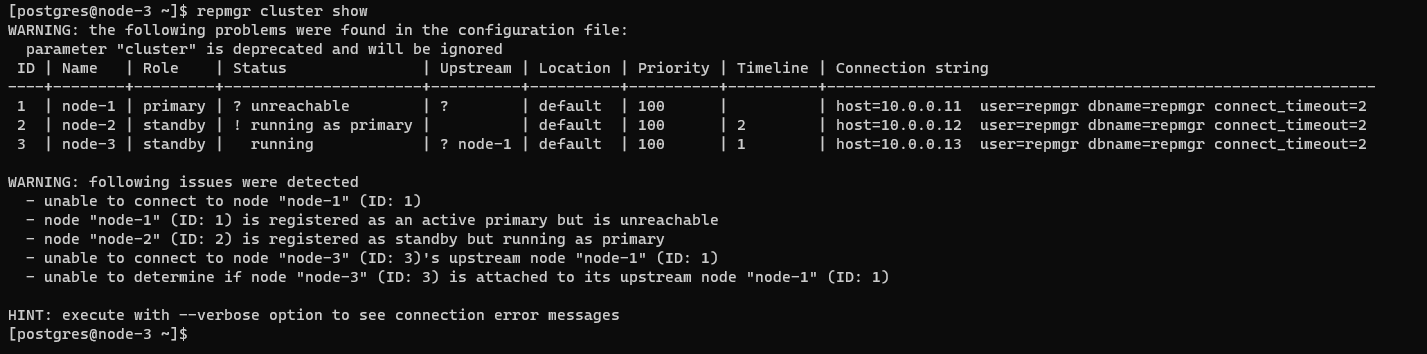 [postgres@node-3 ~]$ repmgr cluster show
WARNING: the following problems were found in the configuration file:
  parameter "cluster" is deprecated and will be ignored
 ID | Name   | Role    | Status               | Upstream | Location | Priority | Timeline | Connection string
----+--------+---------+----------------------+----------+----------+----------+----------+------------------------------------------------------------
 1  | node-1 | primary | ? unreachable        | ?        | default  | 100      |          | host=10.0.0.11  user=repmgr dbname=repmgr connect_timeout=2
 2  | node-2 | standby | ! running as primary |          | default  | 100      | 2        | host=10.0.0.12  user=repmgr dbname=repmgr connect_timeout=2
 3  | node-3 | standby |   running            | ? node-1 | default  | 100      | 1        | host=10.0.0.13  user=repmgr dbname=repmgr connect_timeout=2

WARNING: following issues were detected
  - unable to connect to node "node-1" (ID: 1)
  - node "node-1" (ID: 1) is registered as an active primary but is unreachable
  - node "node-2" (ID: 2) is registered as standby but running as primary
  - unable to connect to node "node-3" (ID: 3)'s upstream node "node-1" (ID: 1)
  - unable to determine if node "node-3" (ID: 3) is attached to its upstream node "node-1" (ID: 1)

HINT: execute with --verbose option to see connection error messages
[postgres@node-3 ~]$